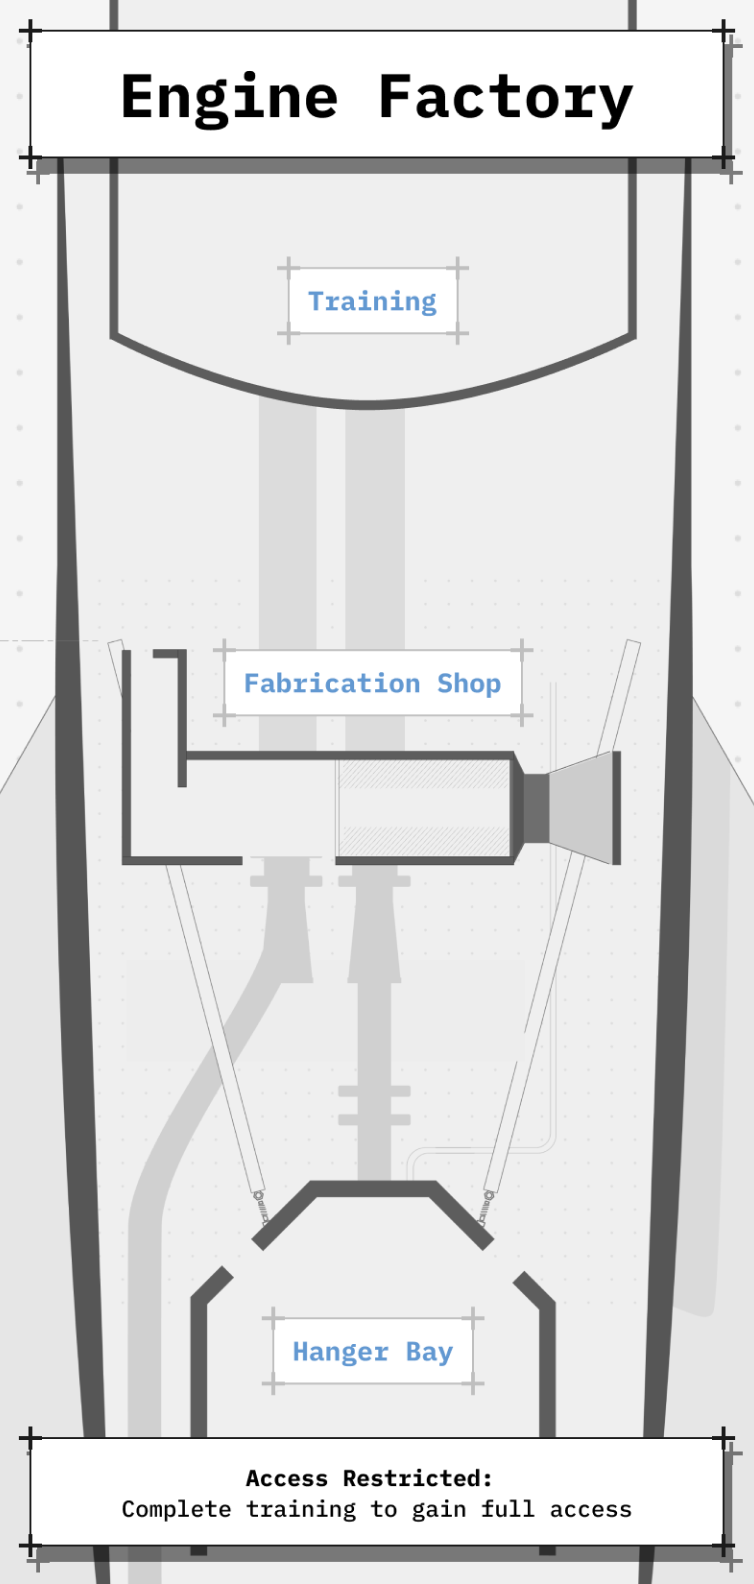 Engine Factory
Training
Fabrication Shop
Hanger Bay
Access Restricted:
Complete training to gain full access